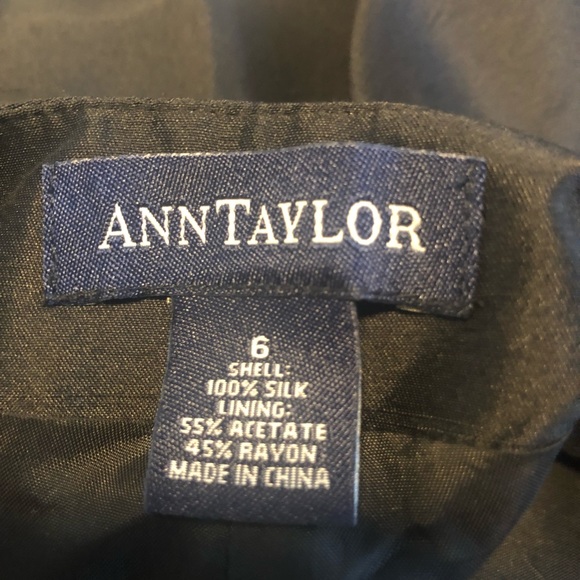 ANNTAYLOR
6
SHELL:
100% SILK
LINING:
55% ACETATE
45% RAYON
MADE IN CHINA